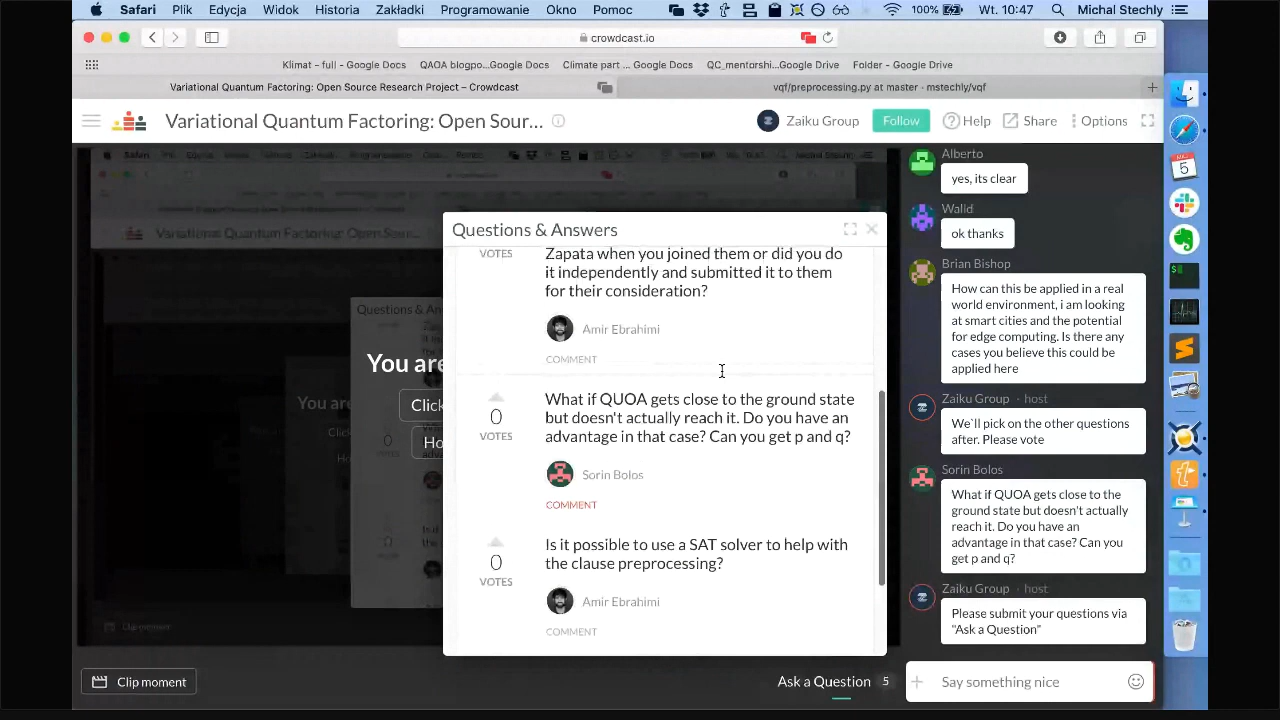 Safari Plik Edycja Widok Historia Zakładki Programowanie Okno Pomoc 100% Wt. 10:47 Michal Stechly
crowdcast.io
Klimat - full - Google Docs QAOA blogpo...Google Docs Climate part ... Google Docs QC_mentorshi...Google Drive Folder - Google Drive
Variational Quantum Factoring: Open Source Research Project – Crowdcast vqf/preprocessing.py at master · mstechly/vqf
Variational Quantum Factoring: Open Sour... Zaiku Group Follow Help Share Options
Questions & Answers
VOTES
Zapata when you joined them or did you do
it independently and submitted it to them
for their consideration?
Amir Ebrahimi
COMMENT
0
VOTES
What if QUOA gets close to the ground state
but doesn't actually reach it. Do you have an
advantage in that case? Can you get p and q?
Sorin Bolos
COMMENT
0
VOTES
Is it possible to use a SAT solver to help with
the clause preprocessing?
Amir Ebrahimi
COMMENT
You are
Click
Ho
Alberto
yes, its clear
Walid
ok thanks
Brian Bishop
How can this be applied in a real
world environment, i am looking
at smart cities and the potential
for edge computing. Is there any
cases you believe this could be
applied here
Zaiku Group · host
We`ll pick on the other questions
after. Please vote
Sorin Bolos
What if QUOA gets close to the
ground state but doesn't actually
reach it. Do you have an
advantage in that case? Can you
get p and q?
Zaiku Group · host
Please submit your questions via
"Ask a Question"
Clip moment
Ask a Question 5
Say something nice